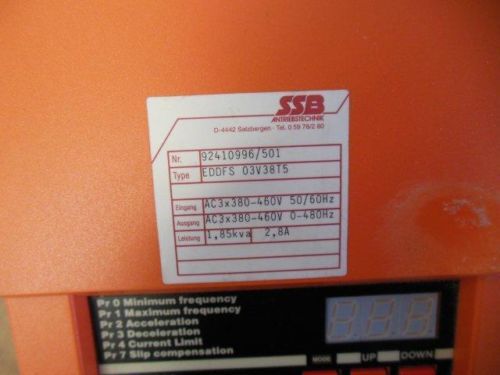 SSB
ANTRIEBSTECHNIK
D-4442 Salzbergen - Tel. 0 59 76/2 80
Nr. 92410996/501
Type EDDFS 03V38T5
Eingang AC3x380-460V 50/60Hz
Ausgang AC3x380-460V 0-480Hz
Leistung 1,85kva 2,8A
Pr 0 Minimum frequency
Pr 1 Maximum frequency
Pr 2 Acceleration
Pr 3 Deceleration
Pr 4 Current Limit
Pr 7 Slip compensation
MODE UP DOWN